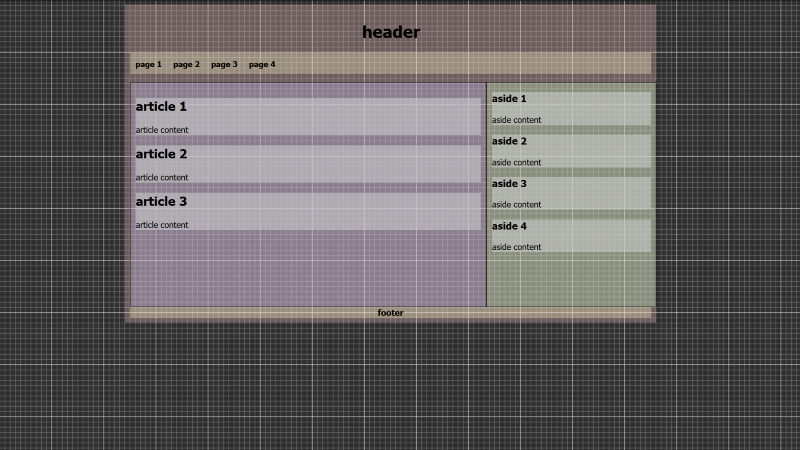 header
page 1 page 2 page 3 page 4
article 1
article content
article 2
article content
article 3
article content
aside 1
aside content
aside 2
aside content
aside 3
aside content
aside 4
aside content
footer